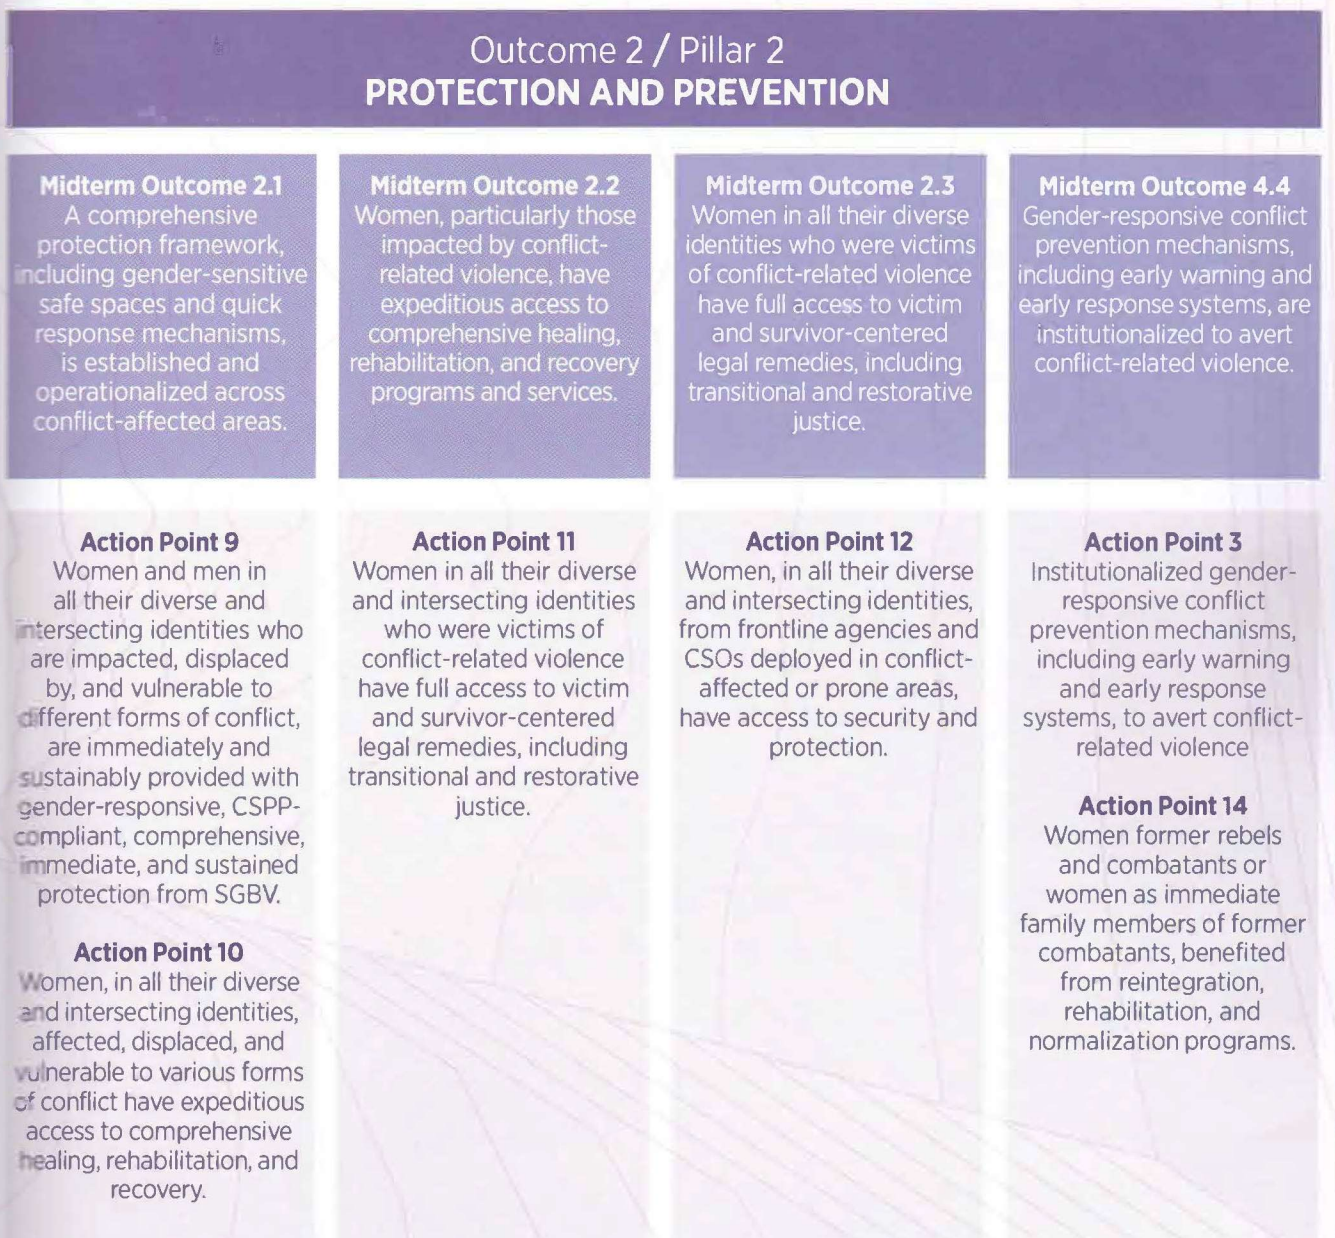 Outcome 2 / Pillar 2
PROTECTION AND PREVENTION
Midterm Outcome 2.1
A comprehensive
protection framework,
including gender-sensitive
safe spaces and quick
response mechanisms,
is established and
operationalized across
conflict-affected areas.
Midterm Outcome 2.2
Women, particularly those
impacted by conflict-
related violence, have
expeditious access to
comprehensive healing,
rehabilitation, and recovery
programs and services.
Midterm Outcome 2.3
Women in all their diverse
identities who were victims
of conflict-related violence
have full access to victim
and survivor-centered
legal remedies, including
transitional and restorative
justice.
Midterm Outcome 4.4
Gender-responsive conflict
prevention mechanisms,
including early warning and
early response systems, are
institutionalized to avert
conflict-related violence.
Action Point 9
Women and men in
all their diverse and
intersecting identities who
are impacted, displaced
by, and vulnerable to
different forms of conflict,
are immediately and
sustainably provided with
gender-responsive, CSPP-
compliant, comprehensive,
immediate, and sustained
protection from SGBV.
Action Point 10
Women, in all their diverse
and intersecting identities,
affected, displaced, and
vulnerable to various forms
of conflict have expeditious
access to comprehensive
healing, rehabilitation, and
recovery.
Action Point 11
Women in all their diverse
and intersecting identities
who were victims of
conflict-related violence
have full access to victim
and survivor-centered
legal remedies, including
transitional and restorative
justice.
Action Point 12
Women, in all their diverse
and intersecting identities,
from frontline agencies and
CSOs deployed in conflict-
affected or prone areas,
have access to security and
protection.
Action Point 3
Institutionalized gender-
responsive conflict
prevention mechanisms,
including early warning
and early response
systems, to avert conflict-
related violence
Action Point 14
Women former rebels
and combatants or
women as immediate
family members of former
combatants, benefited
from reintegration,
rehabilitation, and
normalization programs.